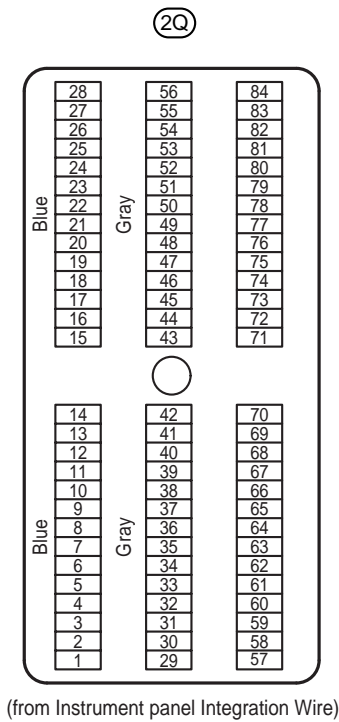 2Q
28 56 84
27 55 83
26 54 82
25 53 81
24 52 80
23 51 79
22 50 78
21 49 77
20 48 76
19 47 75
18 46 74
17 45 73
16 44 72
15 43 71
Blue Gray
14 42 70
13 41 69
12 40 68
11 39 67
10 38 66
9 37 65
8 36 64
7 35 63
6 34 62
5 33 61
4 32 60
3 31 59
2 30 58
1 29 57
Blue Gray
(from Instrument panel Integration Wire)